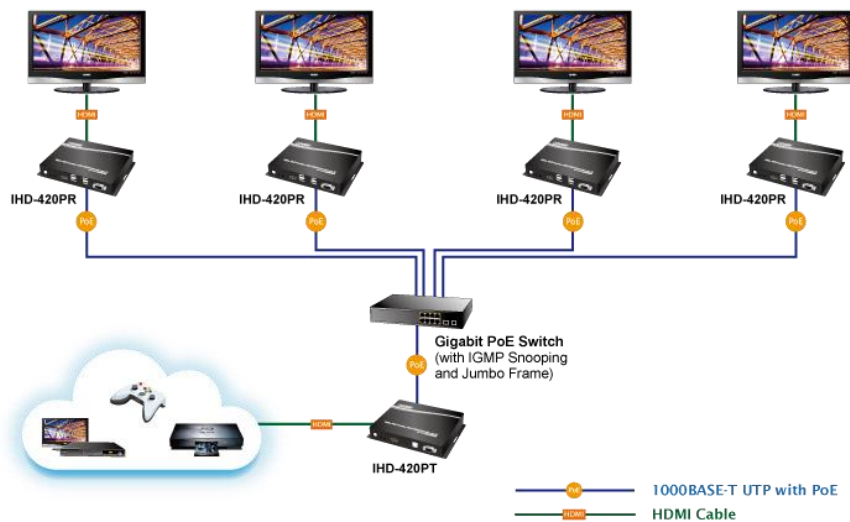 HDMI HDMI HDMI HDMI
IHD-420PR IHD-420PR IHD-420PR IHD-420PR
PoE PoE PoE PoE
Gigabit PoE Switch
(with IGMP Snooping
and Jumbo Frame)
PoE
HDMI
IHD-420PT
PoE 1000BASE-T UTP with PoE
HDMI HDMI Cable